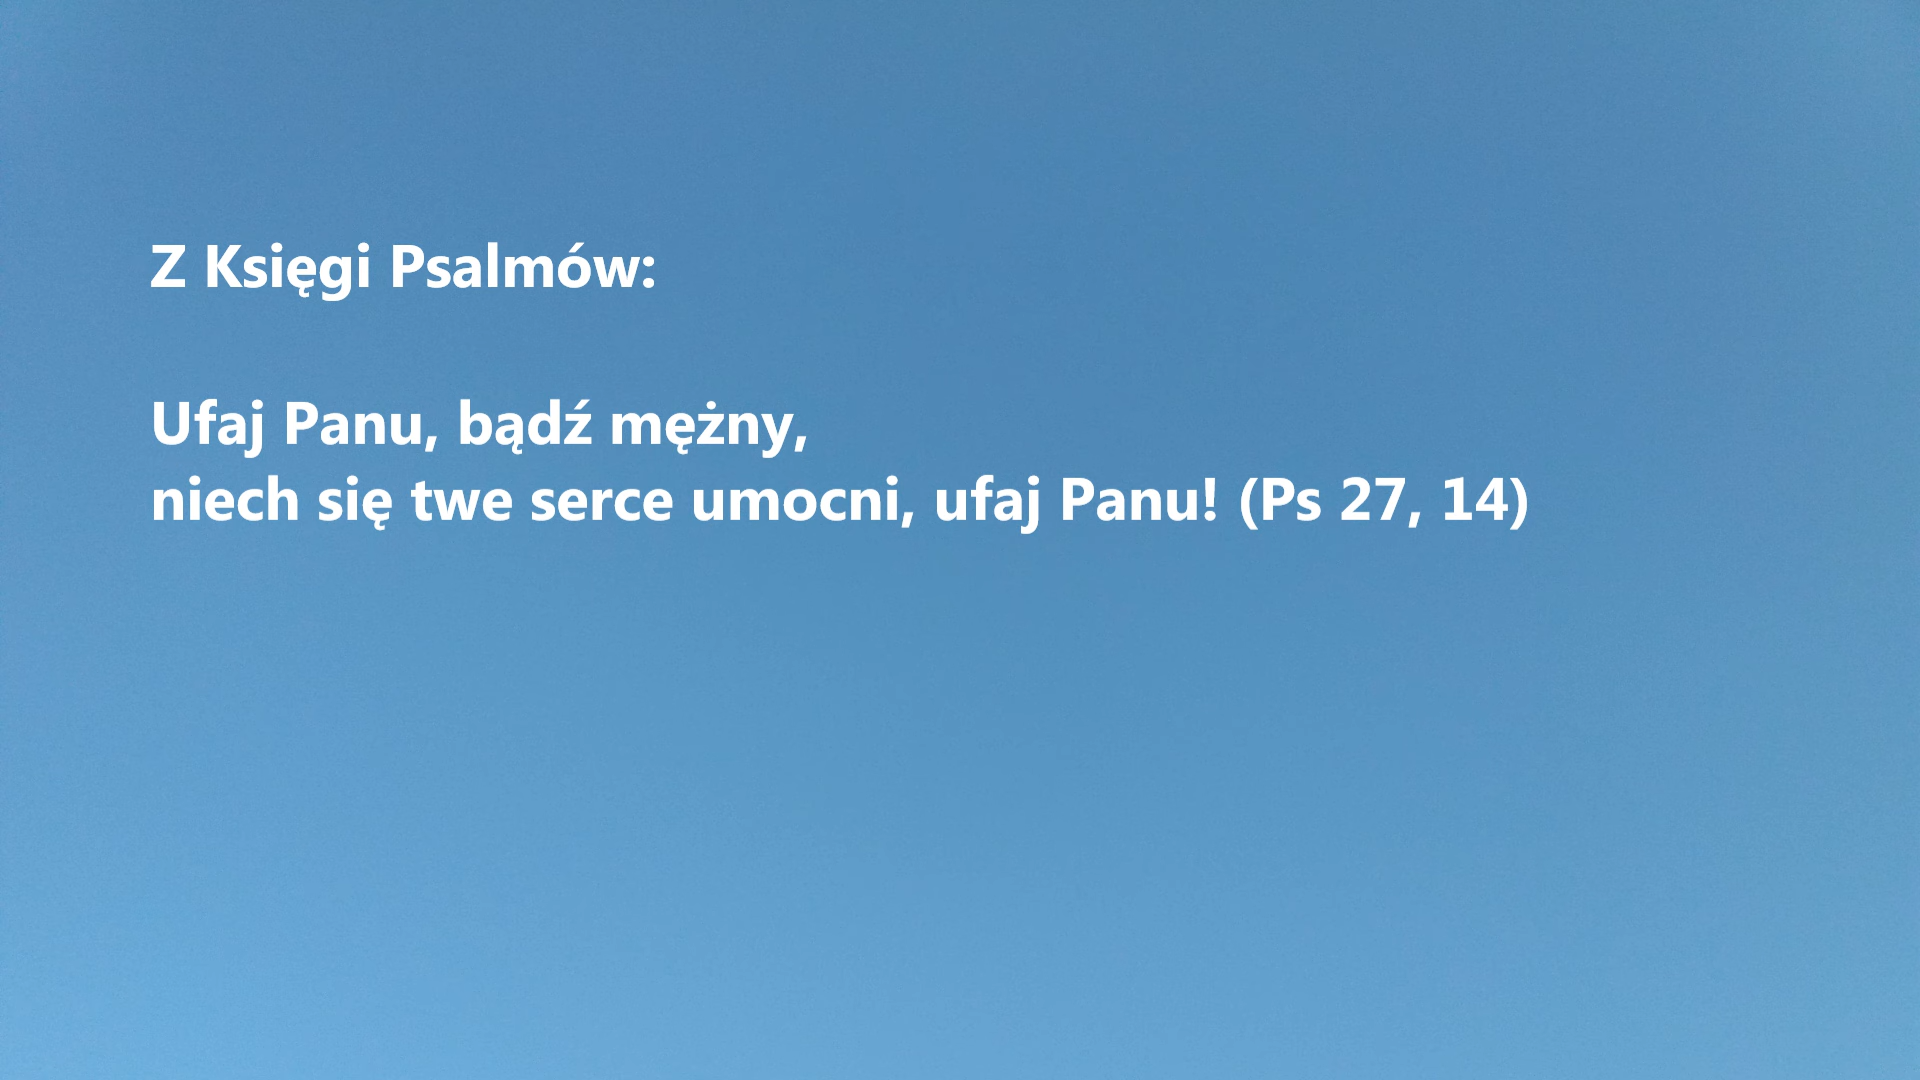 Z Księgi Psalmów:
Ufaj Panu, bądź mężny,
niech się twe serce umocni, ufaj Panu! (Ps 27, 14)